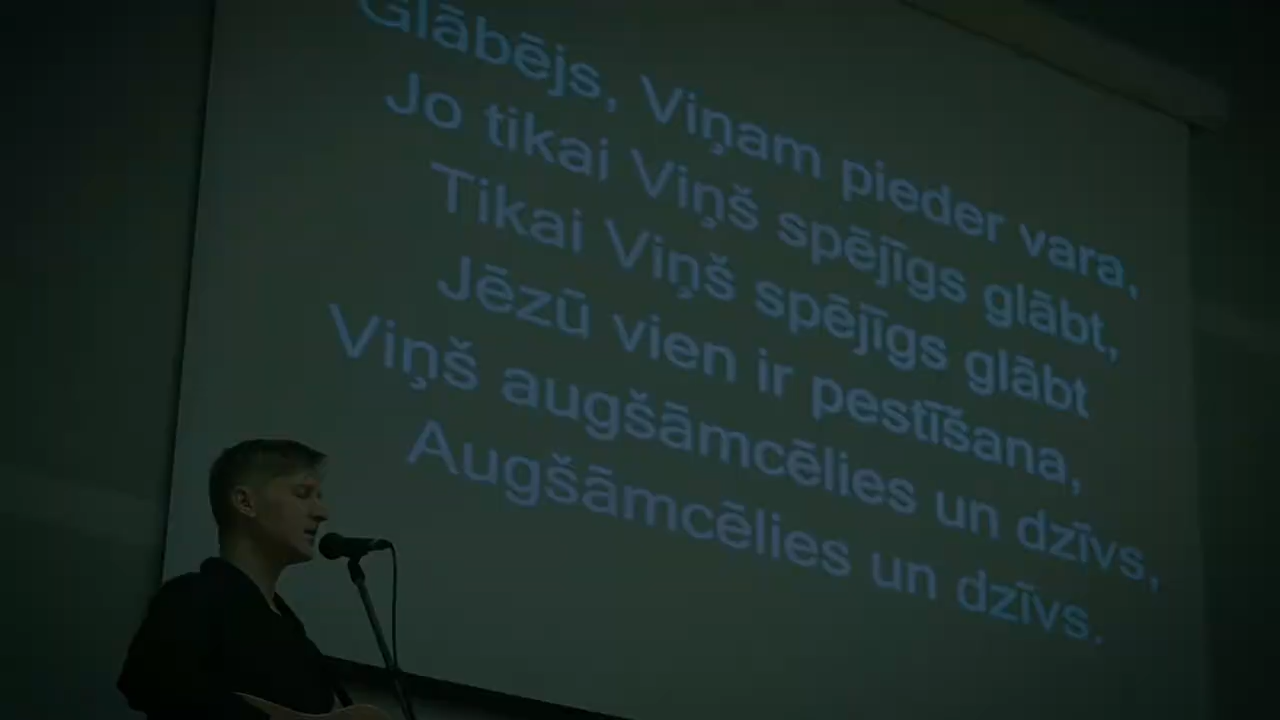 Glābējs, Viņam pieder vara,
Jo tikai Viņš spējīgs glābt,
Tikai Viņš spējīgs glābt
Jēzū vien ir pestīšana,
Viņš augšāmcēlies un dzīvs,
Augšāmcēlies un dzīvs.